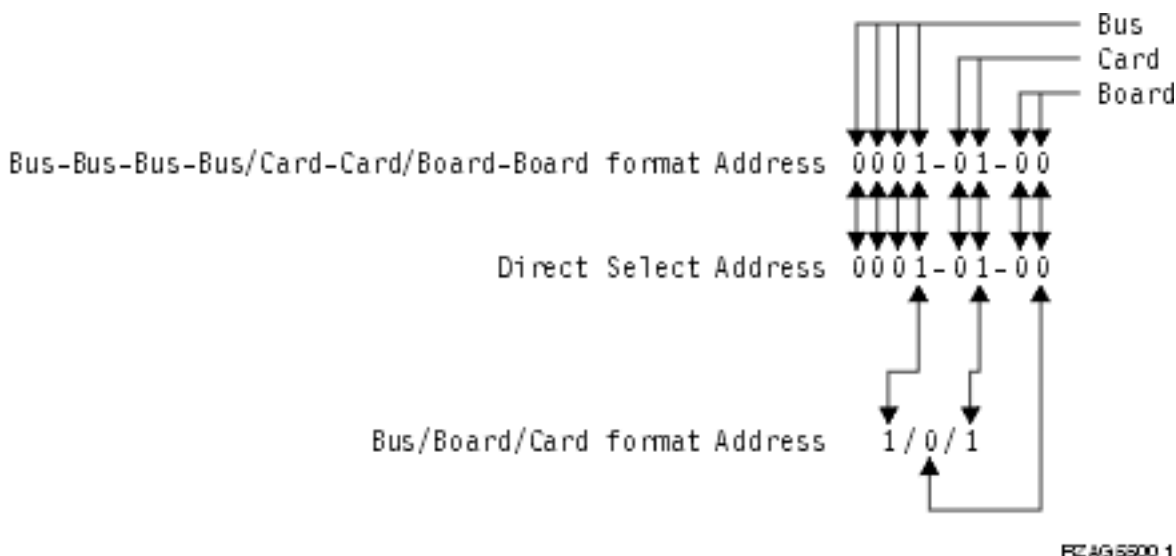 Bus
Card
Board
Bus-Bus-Bus-Bus/Card-Card/Board-Board format Address 0001-01-00
Direct Select Address 0001-01-00
Bus/Board/Card format Address 1/0/1